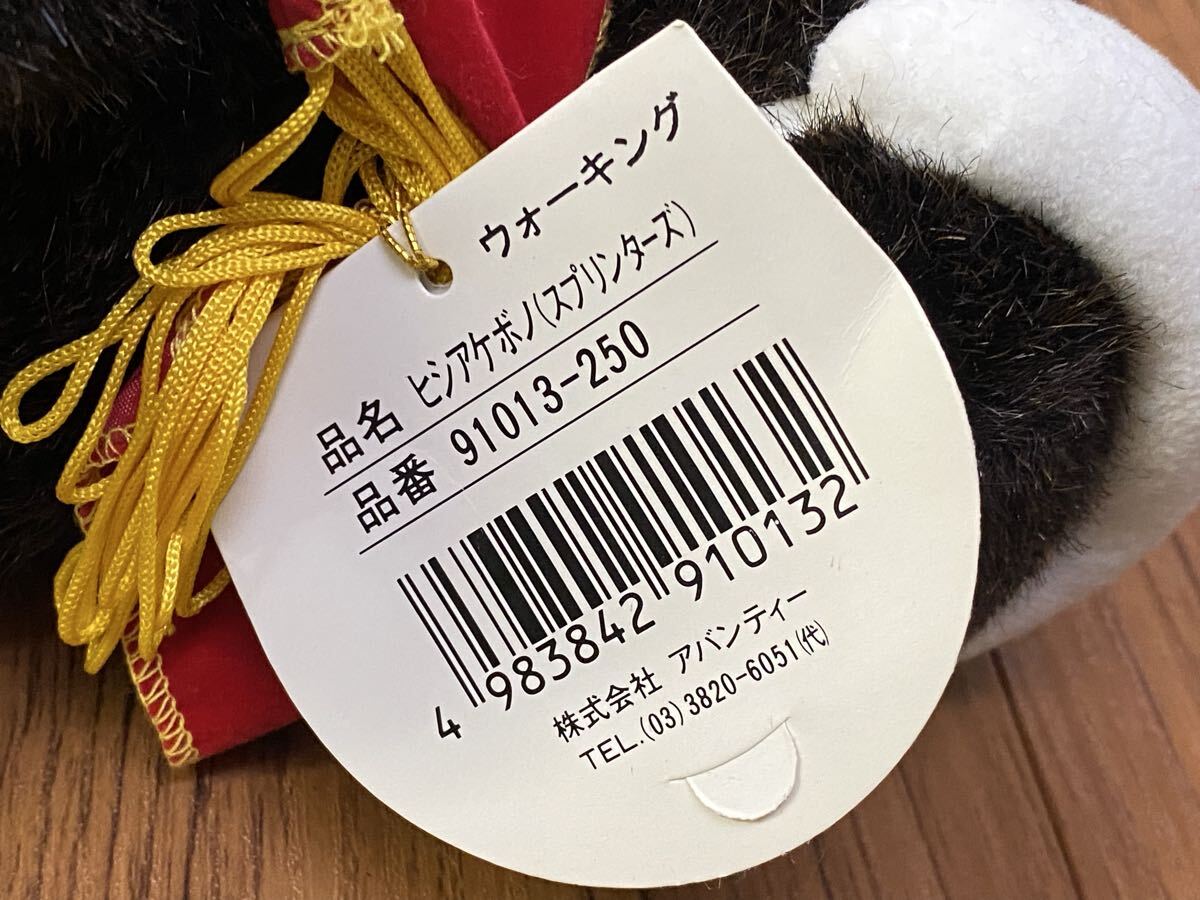 ウォーキング
品名 ヒシアケボノ(スプリンターズ)
品番 91013-250
4 983842 910132
株式会社 アバンティー
TEL.(03)3820-6051(代)